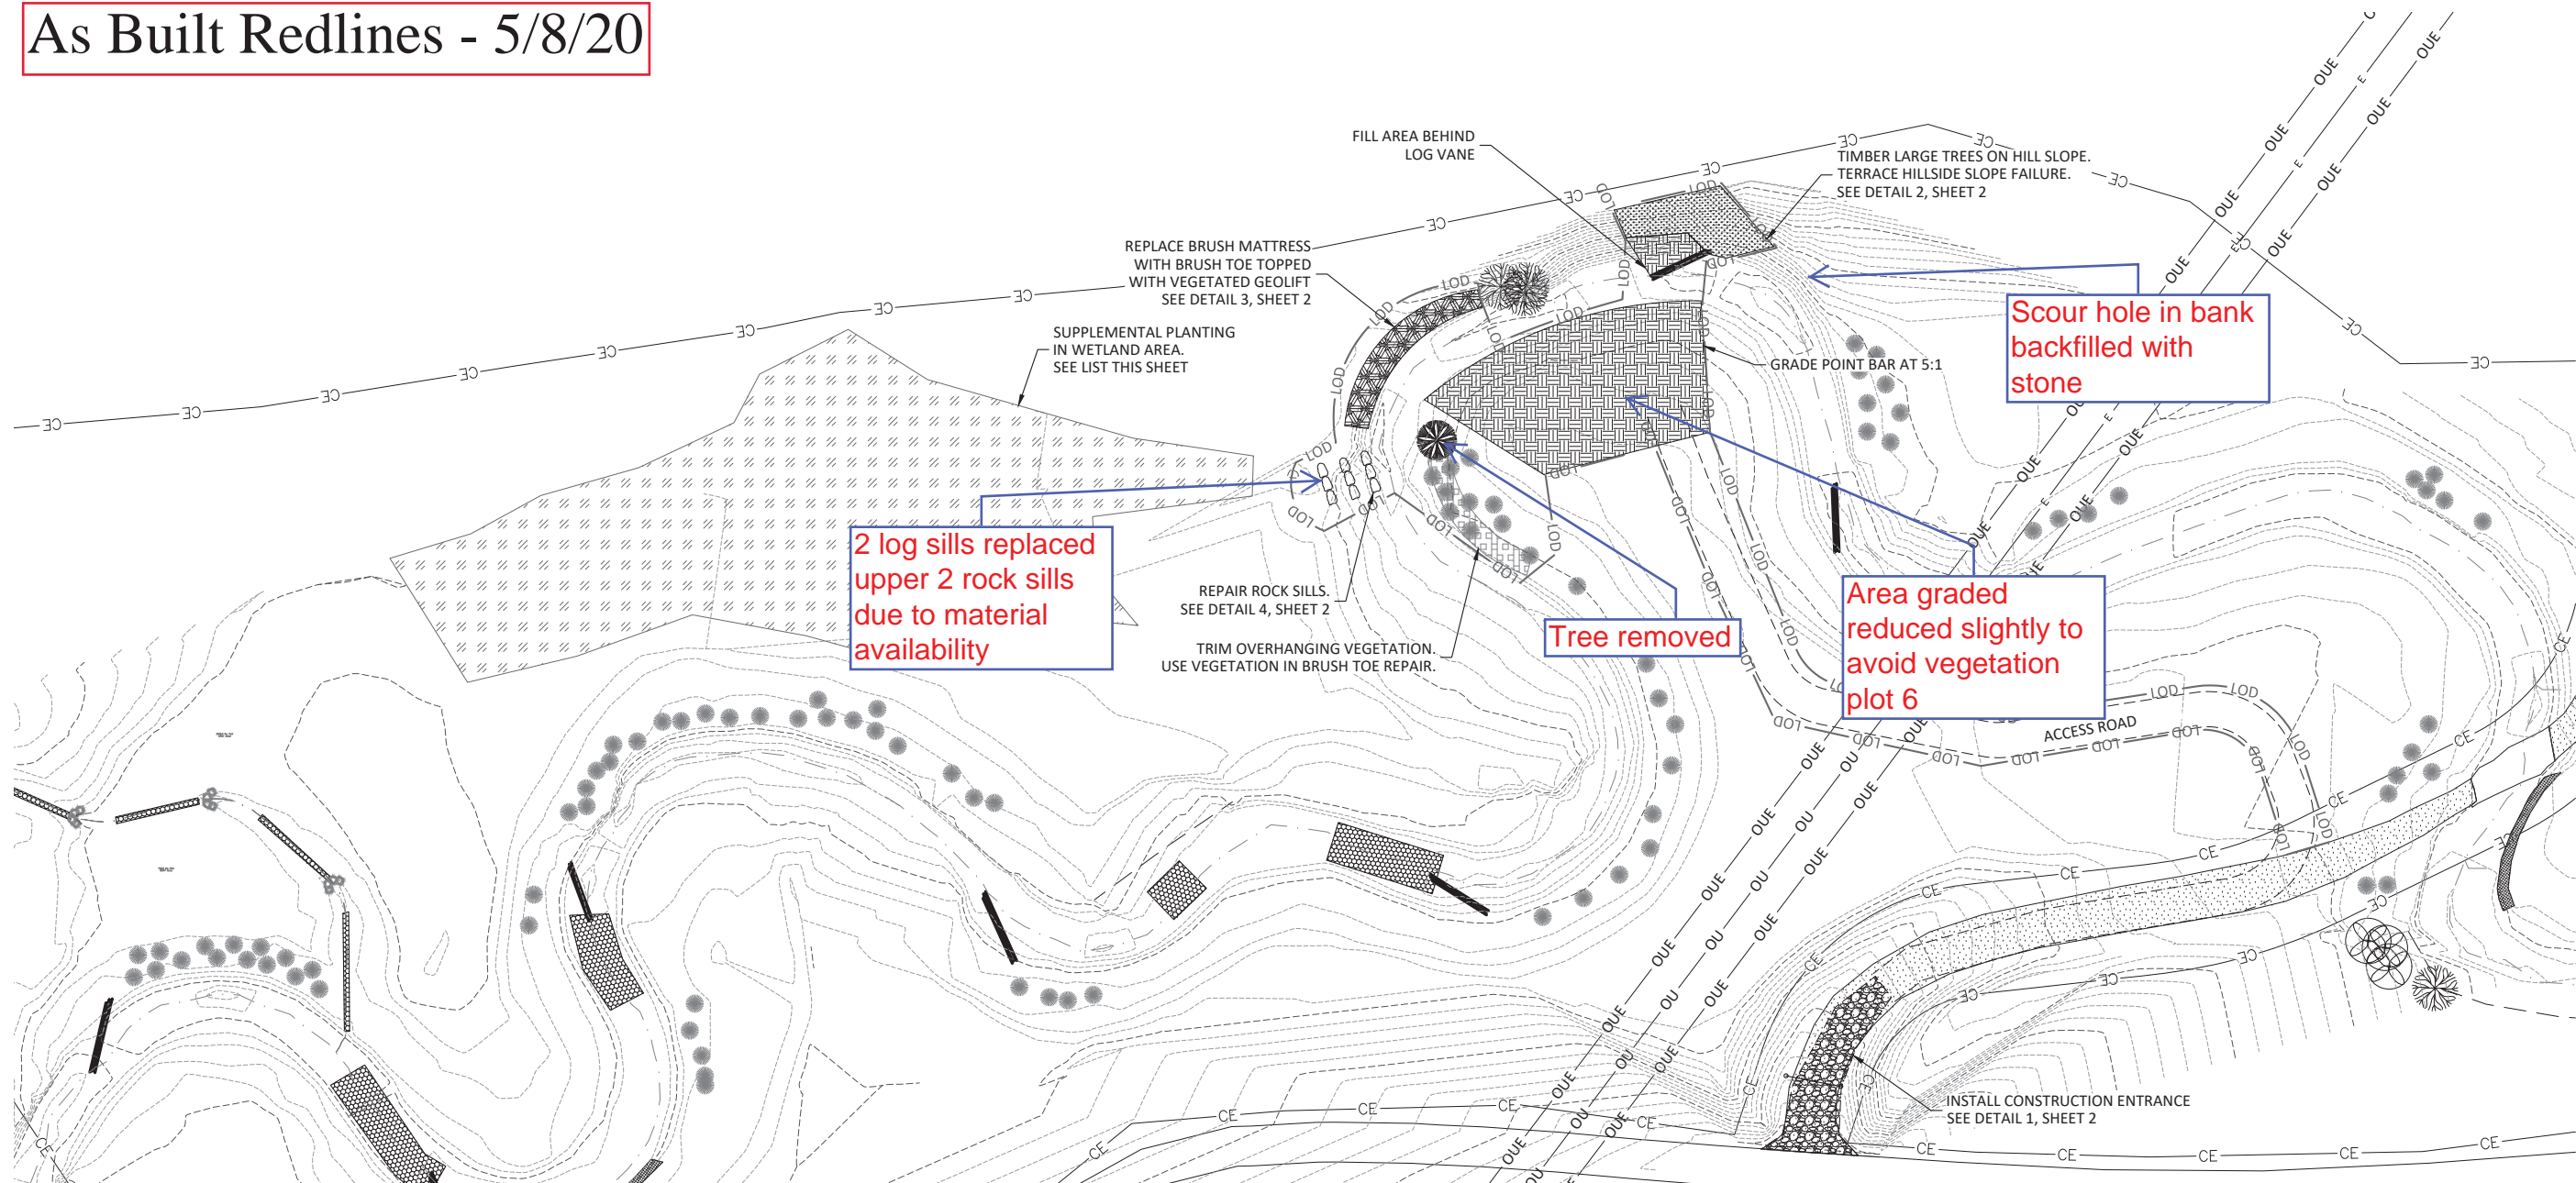 As Built Redlines - 5/8/20
FILL AREA BEHIND
LOG VANE
TIMBER LARGE TREES ON HILL SLOPE.
TERRACE HILLSIDE SLOPE FAILURE.
SEE DETAIL 2, SHEET 2
REPLACE BRUSH MATTRESS
WITH BRUSH TOE TOPPED
WITH VEGETATED GEOLIFT
SEE DETAIL 3, SHEET 2
SUPPLEMENTAL PLANTING
IN WETLAND AREA.
SEE LIST THIS SHEET
Scour hole in bank
backfilled with
stone
GRADE POINT BAR AT 5:1
2 log sills replaced
upper 2 rock sills
due to material
availability
REPAIR ROCK SILLS.
SEE DETAIL 4, SHEET 2
TRIM OVERHANGING VEGETATION.
USE VEGETATION IN BRUSH TOE REPAIR.
Tree removed
Area graded
reduced slightly to
avoid vegetation
plot 6
ACCESS ROAD
INSTALL CONSTRUCTION ENTRANCE
SEE DETAIL 1, SHEET 2
CE
LOD
OUE
OU
E